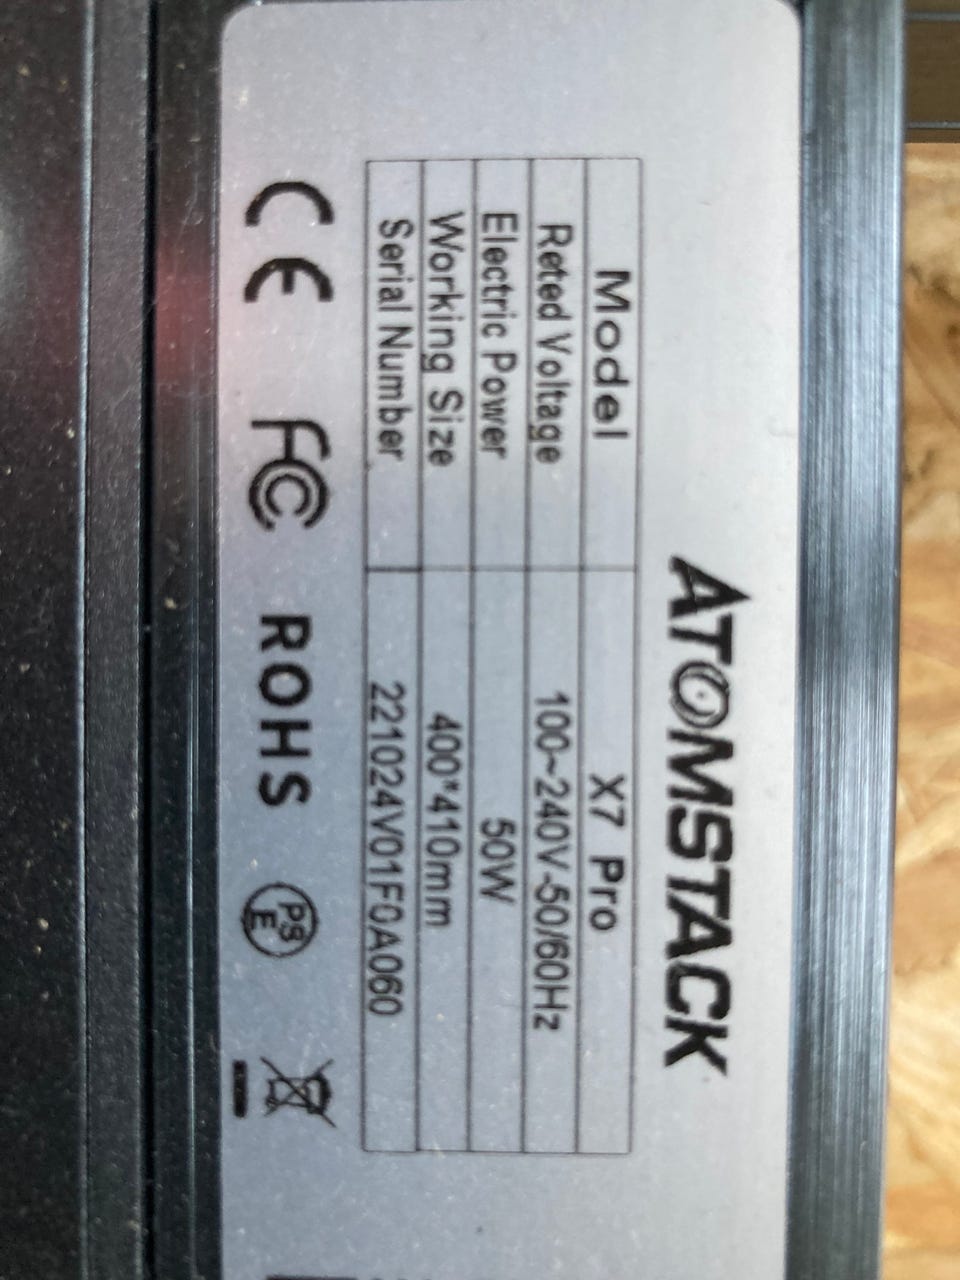 ATOMSTACK
Model X7 Pro
Reted Voltage 100~240V-50/60Hz
Electric Power 50W
Working Size 400*410mm
Serial Number 221024V01F0A060
CE FC ROHS PSE